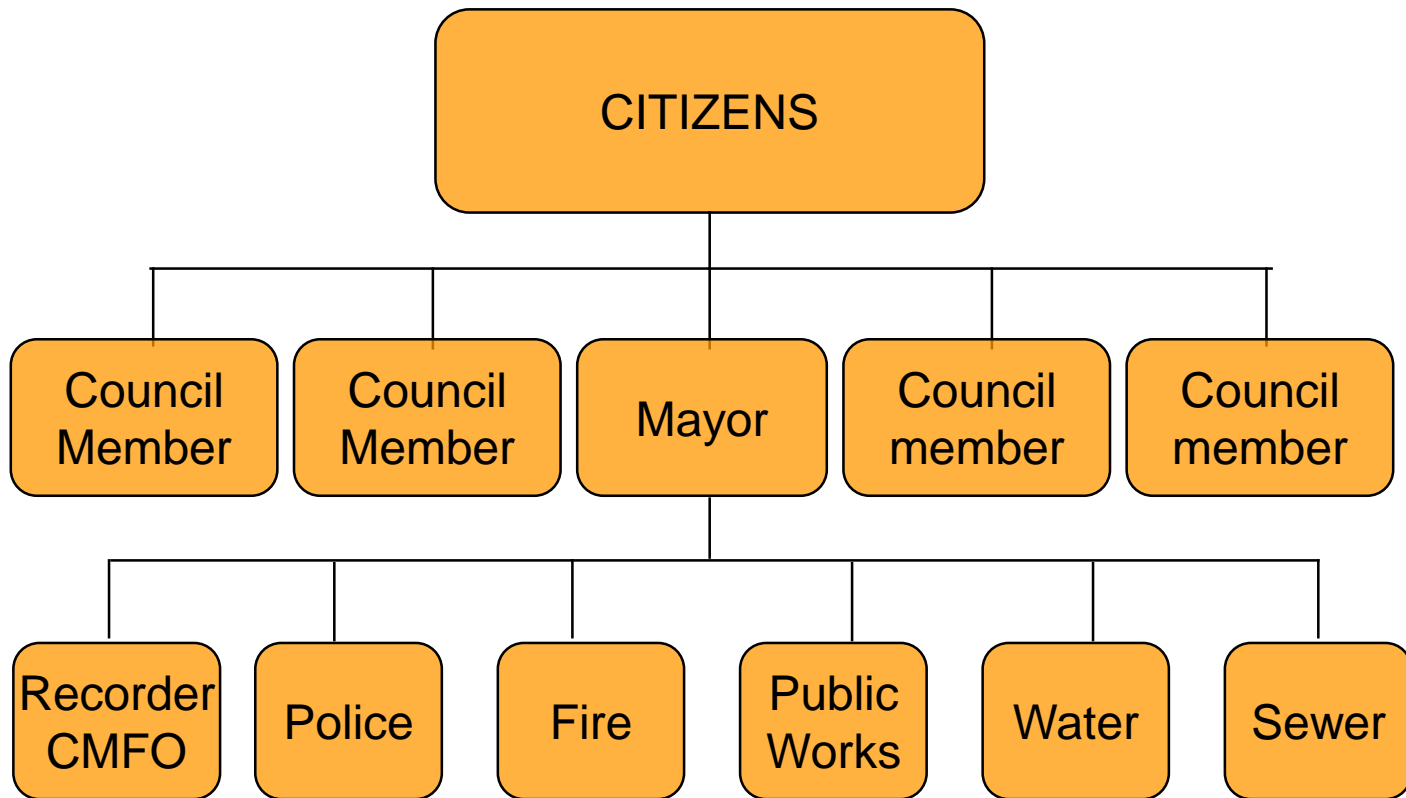 CITIZENS
Council
Member
Council
Member
Mayor
Council
member
Council
member
Recorder
CMFO
Police
Fire
Public
Works
Water
Sewer